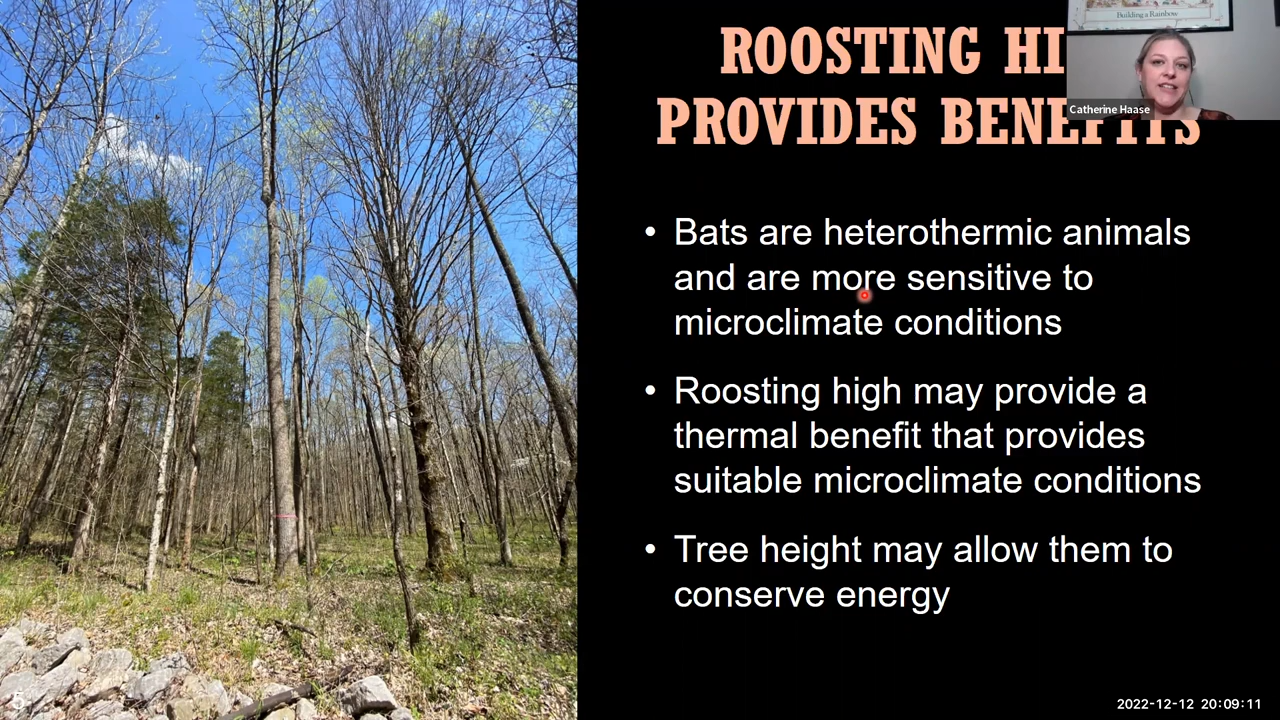 ROOSTING HI
PROVIDES BENEFITS
Building a Rainbow
Catherine Haase
• Bats are heterothermic animals
and are more sensitive to
microclimate conditions
• Roosting high may provide a
thermal benefit that provides
suitable microclimate conditions
• Tree height may allow them to
conserve energy
5
2022-12-12 20:09:11